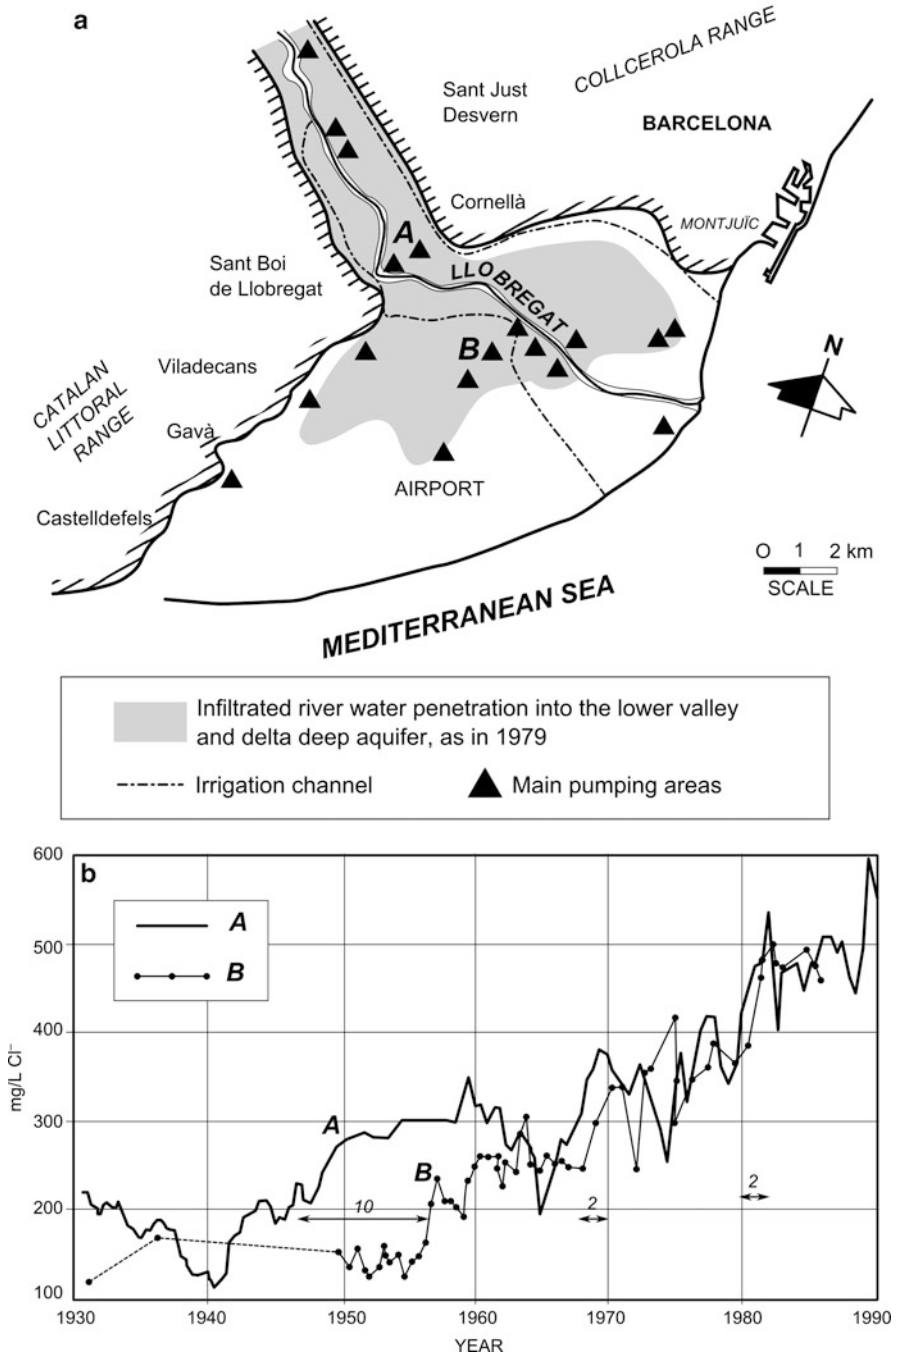 a
COLLCEROLA RANGE
Sant Just
Desvern
BARCELONA
Cornellà
MONTJUÏC
A
Sant Boi
de Llobregat
LLOBREGAT
B
N
Viladecans
CATALAN
LITTORAL
RANGE
Gavà
AIRPORT
Castelldefels
O 1 2 km
SCALE
MEDITERRANEAN SEA
Infiltrated river water penetration into the lower valley
and delta deep aquifer, as in 1979
Irrigation channel
Main pumping areas
b
600
500
400
300
200
100
mg/L Cl⁻
A
B
A
B
10
2
2
1930 1940 1950 1960 1970 1980 1990
YEAR